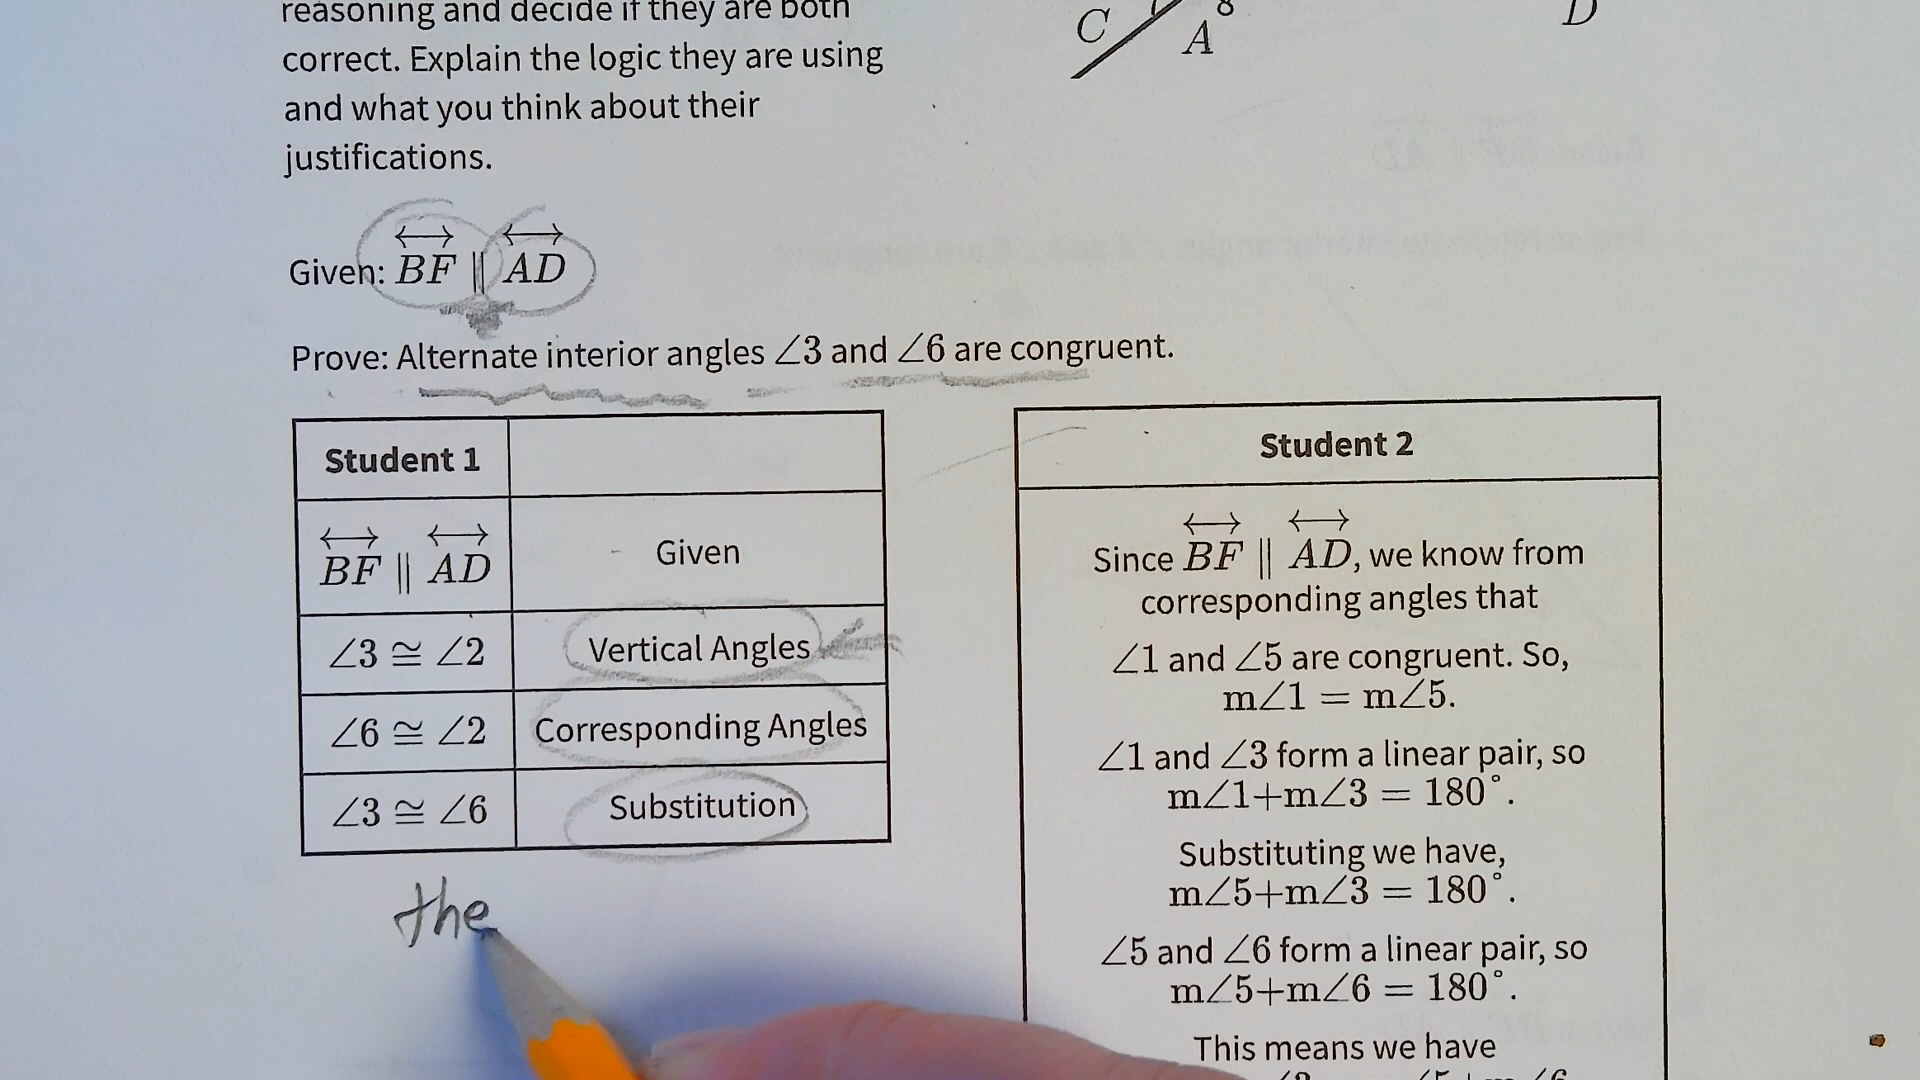 reasoning and decide if they are both
correct. Explain the logic they are using
and what you think about their
justifications.
C
A
8
D
Given: BF ∥ AD
Prove: Alternate interior angles ∠3 and ∠6 are congruent.
Student 1
BF ∥ AD
Given
∠3 ≅ ∠2
Vertical Angles
∠6 ≅ ∠2
Corresponding Angles
∠3 ≅ ∠6
Substitution
the
Student 2
Since BF ∥ AD, we know from
corresponding angles that
∠1 and ∠5 are congruent. So,
m∠1 = m∠5.
∠1 and ∠3 form a linear pair, so
m∠1+m∠3 = 180°.
Substituting we have,
m∠5+m∠3 = 180°.
∠5 and ∠6 form a linear pair, so
m∠5+m∠6 = 180°.
This means we have